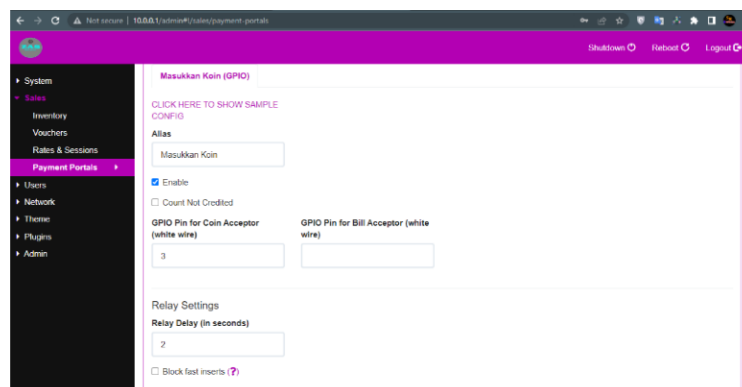 Not secure | 10.0.0.1/admin#!/sales/payment-portals
Shutdown Reboot Logout
System
Sales
Inventory
Vouchers
Rates & Sessions
Payment Portals
Users
Network
Theme
Plugins
Admin
Masukkan Koin (GPIO)
CLICK HERE TO SHOW SAMPLE
CONFIG
Alias
Masukkan Koin
Enable
Count Not Credited
GPIO Pin for Coin Acceptor
(white wire)
3
GPIO Pin for Bill Acceptor (white
wire)
Relay Settings
Relay Delay (in seconds)
2
Block fast inserts (?)